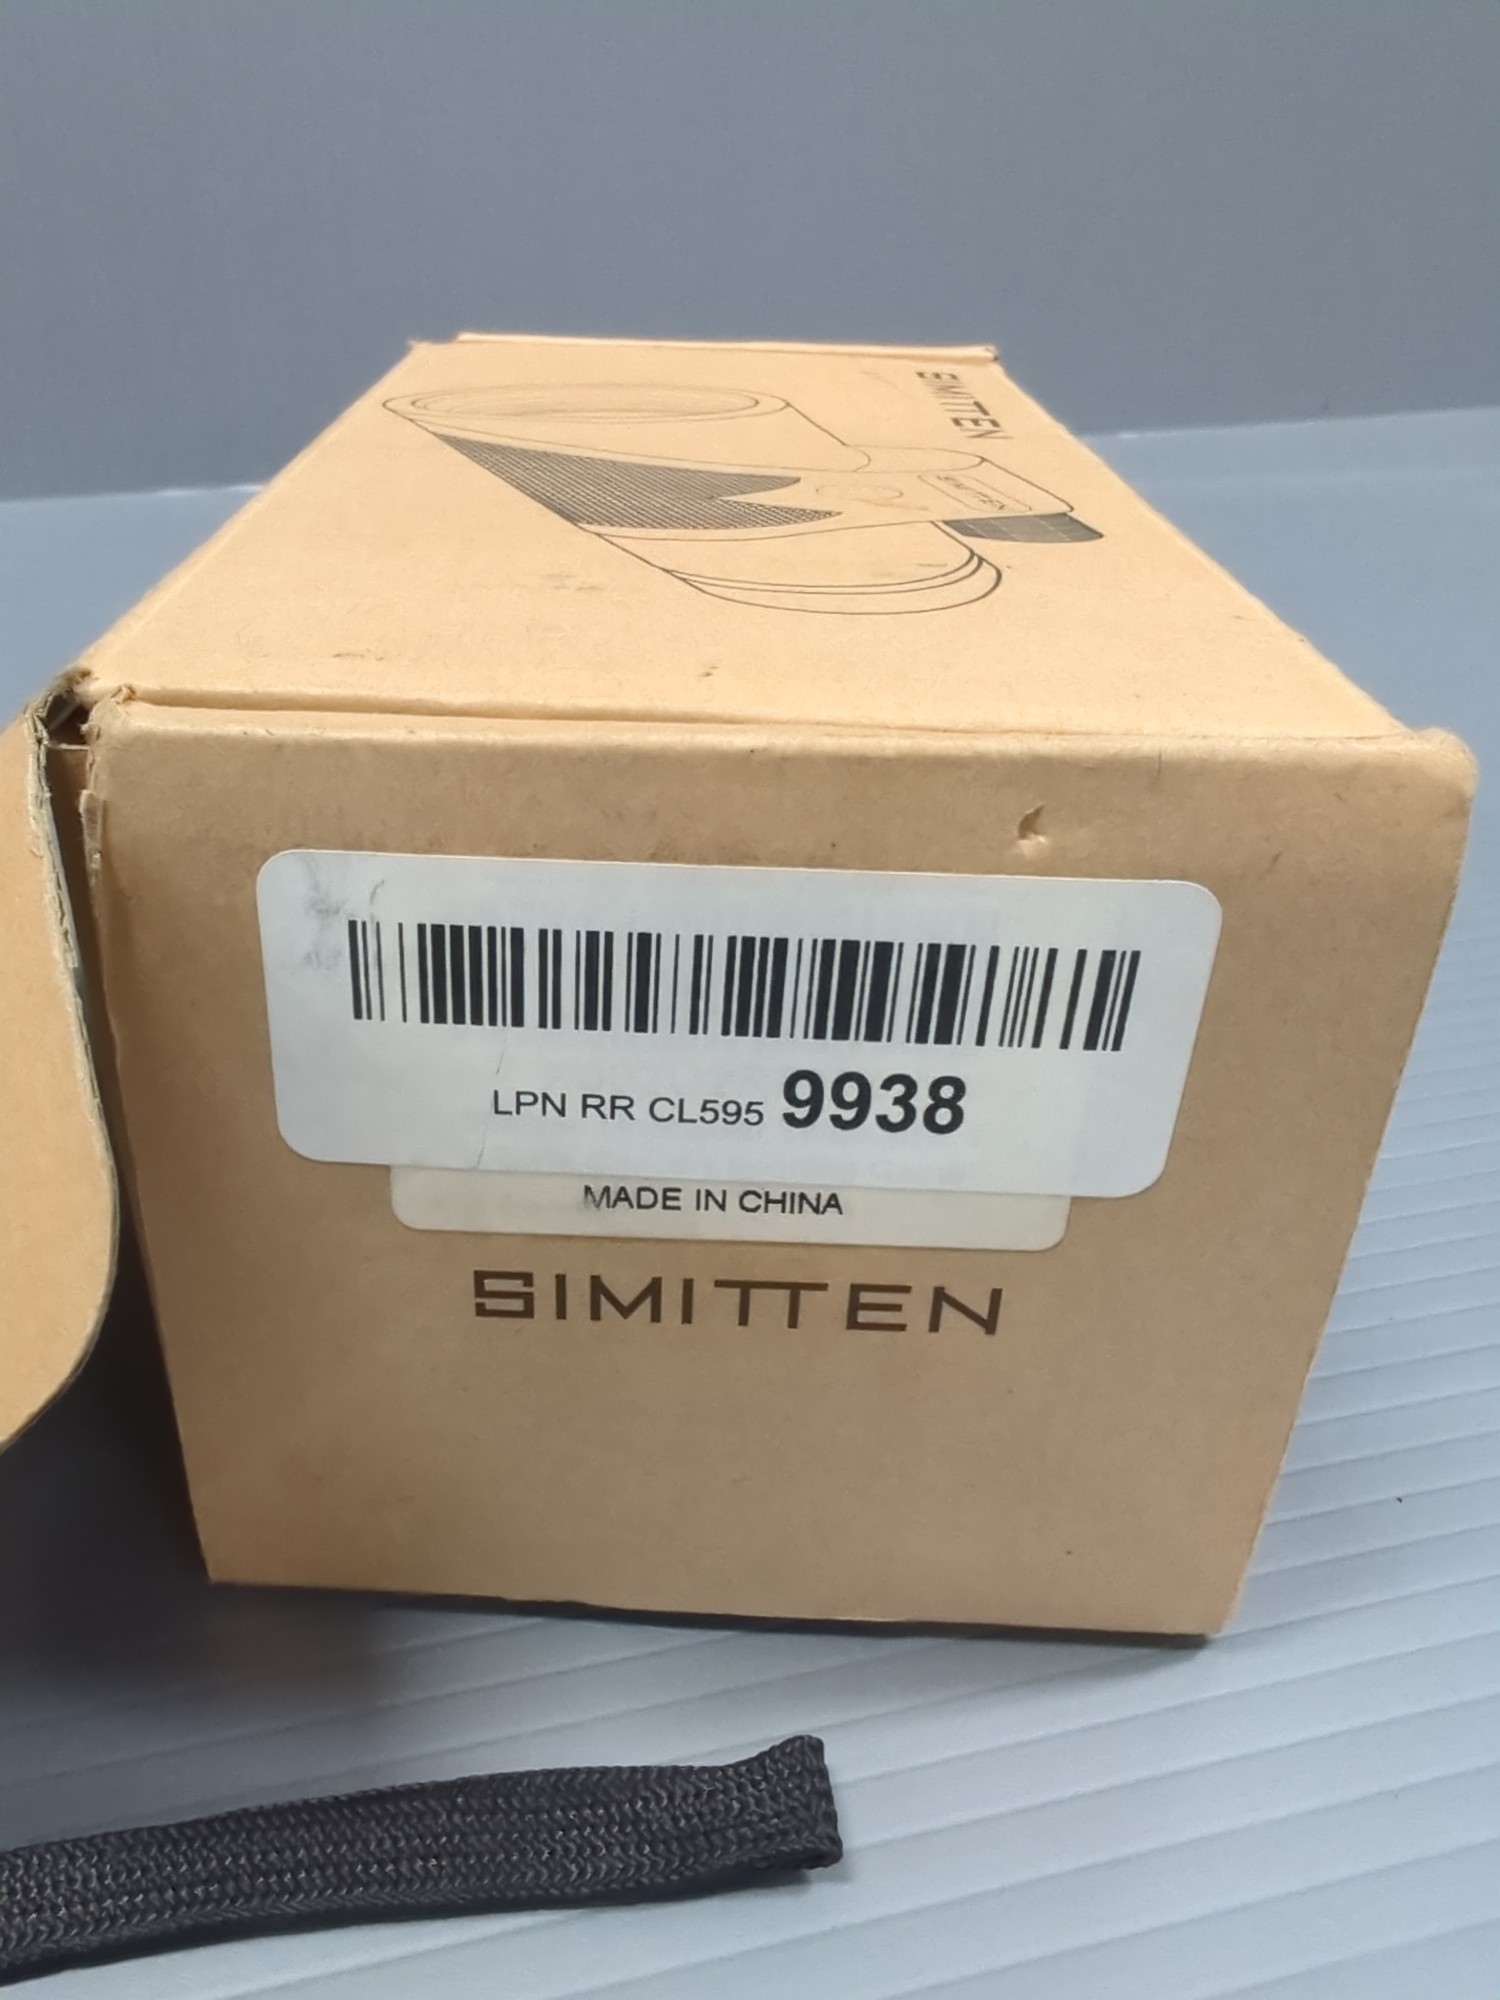 SIMITTEN
SIMITTEN
LPN RR CL595 9938
MADE IN CHINA
SIMITTEN